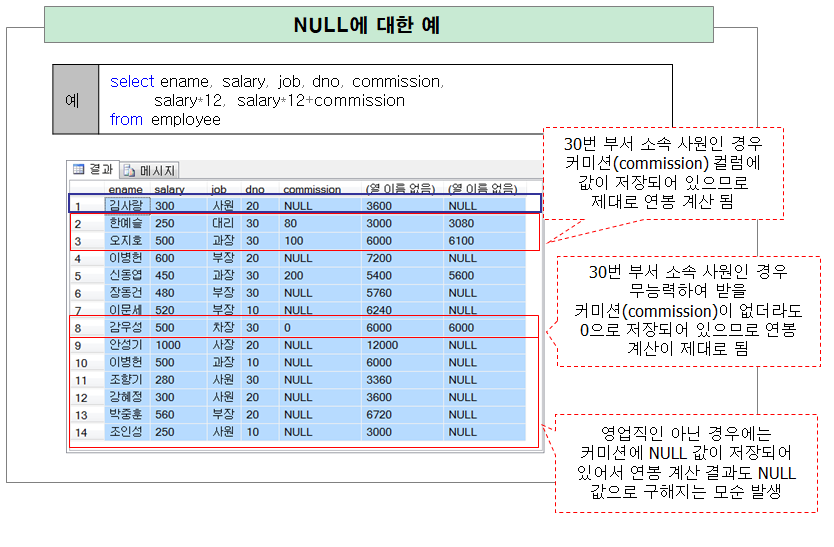 NULL에 대한 예
예
select ename, salary, job, dno, commission,
salary*12, salary*12+commission
from employee
결과 메시지
ename salary job dno commission (열 이름 없음) (열 이름 없음)
1 김사랑 300 사원 20 NULL 3600 NULL
2 한예슬 250 대리 30 80 3000 3080
3 오지호 500 과장 30 100 6000 6100
4 이병헌 600 부장 20 NULL 7200 NULL
5 신동엽 450 과장 30 200 5400 5600
6 장동건 480 부장 30 NULL 5760 NULL
7 이문세 520 부장 10 NULL 6240 NULL
8 감우성 500 차장 30 0 6000 6000
9 안성기 1000 사장 20 NULL 12000 NULL
10 이병헌 500 과장 10 NULL 6000 NULL
11 조향기 280 사원 30 NULL 3360 NULL
12 강혜정 300 사원 20 NULL 3600 NULL
13 박중훈 560 부장 20 NULL 6720 NULL
14 조인성 250 사원 10 NULL 3000 NULL
30번 부서 소속 사원인 경우
커미션(commission) 컬럼에
값이 저장되어 있으므로
제대로 연봉 계산 됨
30번 부서 소속 사원인 경우
무능력하여 받을
커미션(commission)이 없더라도
0으로 저장되어 있으므로 연봉
계산이 제대로 됨
영업직인 아닌 경우에는
커미션에 NULL 값이 저장되어
있어서 연봉 계산 결과도 NULL
값으로 구해지는 모순 발생